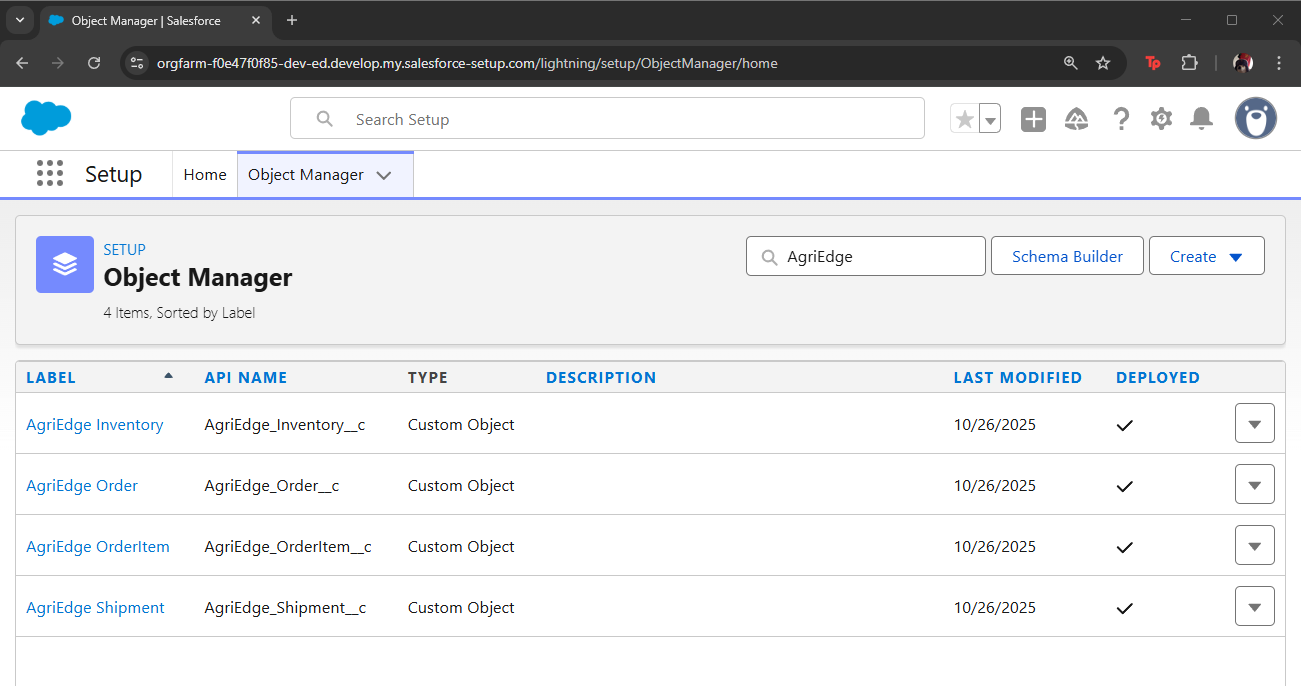 Object Manager | Salesforce
orgfarm-f0e47f0f85-dev-ed.develop.my.salesforce-setup.com/lightning/setup/ObjectManager/home
Tp
Search Setup
Setup Home Object Manager
SETUP
Object Manager
4 Items, Sorted by Label
AgriEdge Schema Builder Create
LABEL API NAME TYPE DESCRIPTION LAST MODIFIED DEPLOYED
AgriEdge Inventory AgriEdge_Inventory__c Custom Object 10/26/2025
AgriEdge Order AgriEdge_Order__c Custom Object 10/26/2025
AgriEdge OrderItem AgriEdge_OrderItem__c Custom Object 10/26/2025
AgriEdge Shipment AgriEdge_Shipment__c Custom Object 10/26/2025